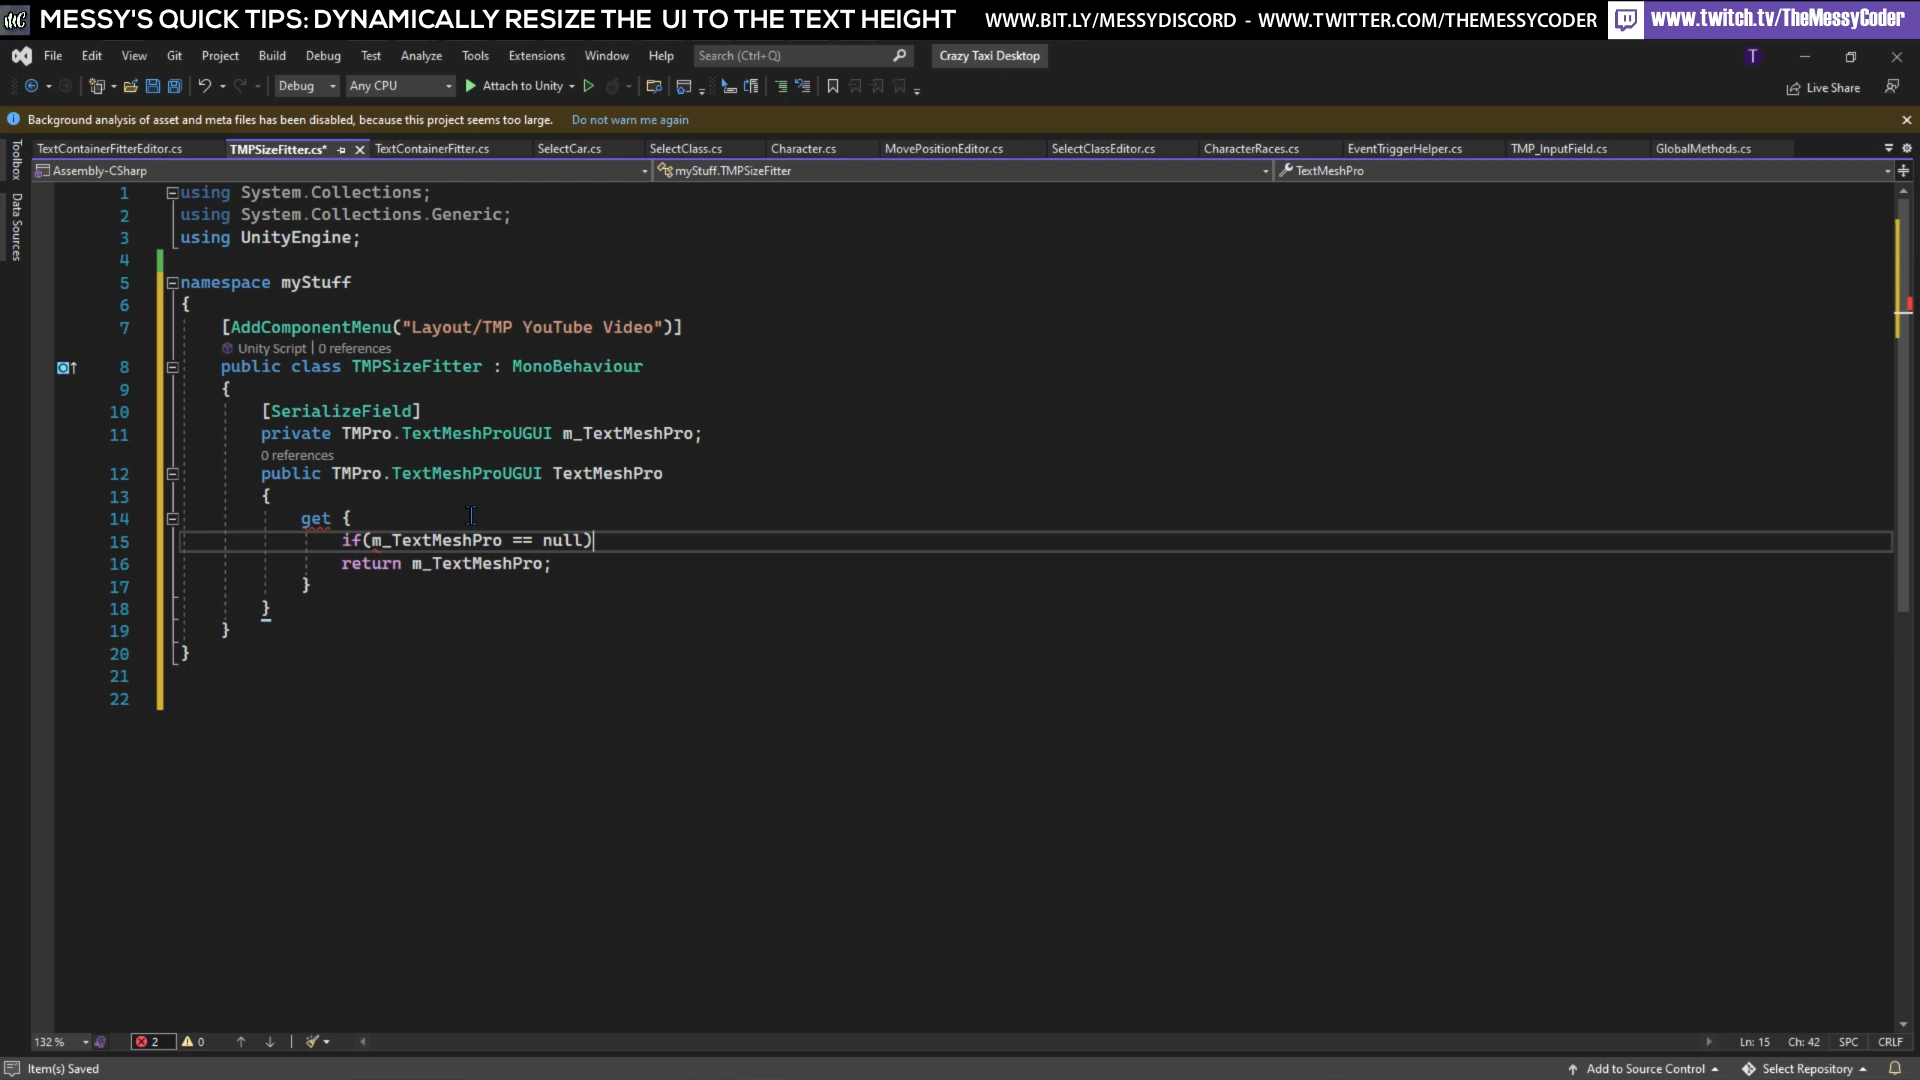 MC MESSY'S QUICK TIPS: DYNAMICALLY RESIZE THE UI TO THE TEXT HEIGHT WWW.BIT.LY/MESSYDISCORD - WWW.TWITTER.COM/THEMESSYCODER www.twitch.tv/TheMessyCoder
File Edit View Git Project Build Debug Test Analyze Tools Extensions Window Help Search (Ctrl+Q) Crazy Taxi Desktop T
Debug Any CPU Attach to Unity Live Share
Background analysis of asset and meta files has been disabled, because this project seems too large. Do not warn me again
Toolbox
Data Sources
TextContainerFitterEditor.cs TMPSizeFitter.cs* TextContainerFitter.cs SelectCar.cs SelectClass.cs Character.cs MovePositionEditor.cs SelectClassEditor.cs CharacterRaces.cs EventTriggerHelper.cs TMP_InputField.cs GlobalMethods.cs
Assembly-CSharp myStuff.TMPSizeFitter TextMeshPro
1 using System.Collections;
2 using System.Collections.Generic;
3 using UnityEngine;
4
5 namespace myStuff
6 {
7 [AddComponentMenu("Layout/TMP YouTube Video")]
Unity Script | 0 references
8 public class TMPSizeFitter : MonoBehaviour
9 {
10 [SerializeField]
11 private TMPro.TextMeshProUGUI m_TextMeshPro;
0 references
12 public TMPro.TextMeshProUGUI TextMeshPro
13 {
14 get {
15 if(m_TextMeshPro == null)
16 return m_TextMeshPro;
17 }
18 }
19 }
20 }
21
22
132 % 2 0 Ln: 15 Ch: 42 SPC CRLF
Item(s) Saved Add to Source Control Select Repository